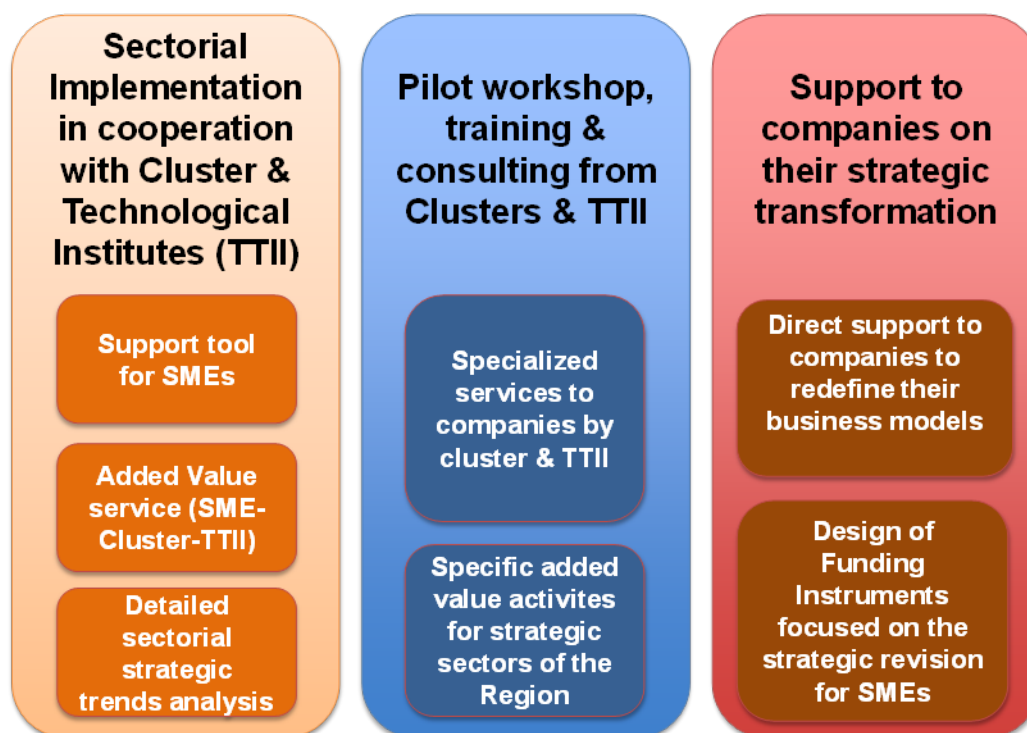 Sectorial
Implementation
in cooperation
with Cluster &
Technological
Institutes (TTII)
Support tool
for SMEs
Added Value
service (SME-
Cluster-TTII)
Detailed
sectorial
strategic
trends analysis
Pilot workshop,
training &
consulting from
Clusters & TTII
Specialized
services to
companies by
cluster & TTII
Specific added
value activites
for strategic
sectors of the
Region
Support to
companies on
their strategic
transformation
Direct support to
companies to
redefine their
business models
Design of
Funding
Instruments
focused on the
strategic revision
for SMEs